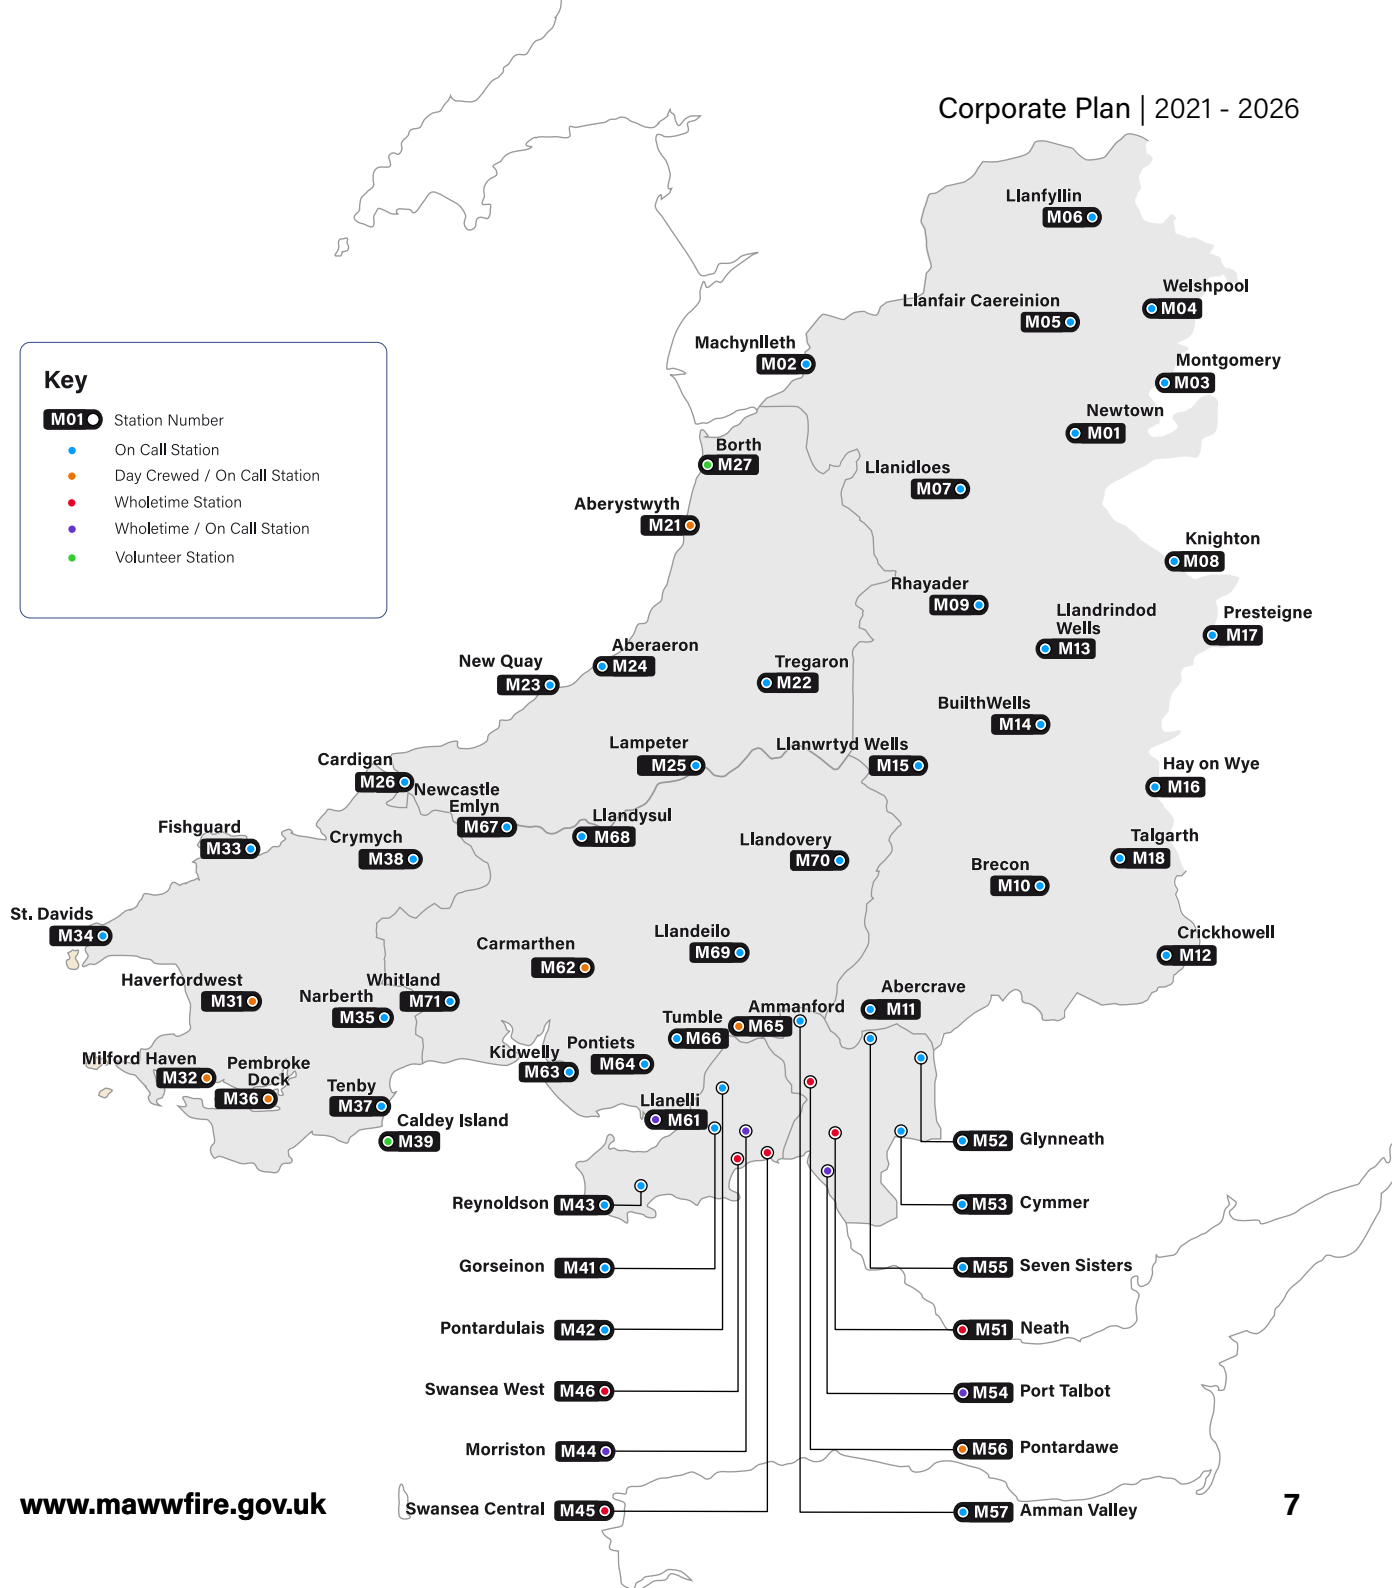 Corporate Plan | 2021 - 2026
Llanfyllin
M06
Welshpool
M04
Llanfair Caereinion
M05
Machynlleth
M02
Montgomery
M03
Key
M01 Station Number
On Call Station
Day Crewed / On Call Station
Wholetime Station
Wholetime / On Call Station
Volunteer Station
Newtown
M01
Borth
M27
Llanidloes
M07
Aberystwyth
M21
Knighton
M08
Rhayader
M09
Llandrindod
Wells
M13
Presteigne
M17
Aberaeron
M24
New Quay
M23
Tregaron
M22
BuilthWells
M14
Lampeter
M25
Llanwrtyd Wells
M15
Cardigan
M26
Hay on Wye
M16
Newcastle
Emlyn
M67
Llandysul
M68
Fishguard
M33
Crymych
M38
Llandovery
M70
Talgarth
M18
Brecon
M10
St. Davids
M34
Carmarthen
M62
Llandeilo
M69
Crickhowell
M12
Haverfordwest
M31
Narberth
M35
Whitland
M71
Abercrave
M11
Ammanford
M65
Tumble
M66
Pontiets
M64
Kidwelly
M63
Milford Haven
M32
Pembroke
Dock
M36
Tenby
M37
Llanelli
M61
Caldey Island
M39
M52 Glynneath
Reynoldson M43
M53 Cymmer
Gorseinon M41
M55 Seven Sisters
Pontardulais M42
M51 Neath
Swansea West M46
M54 Port Talbot
Morriston M44
M56 Pontardawe
Swansea Central M45
M57 Amman Valley
www.mawwfire.gov.uk
7